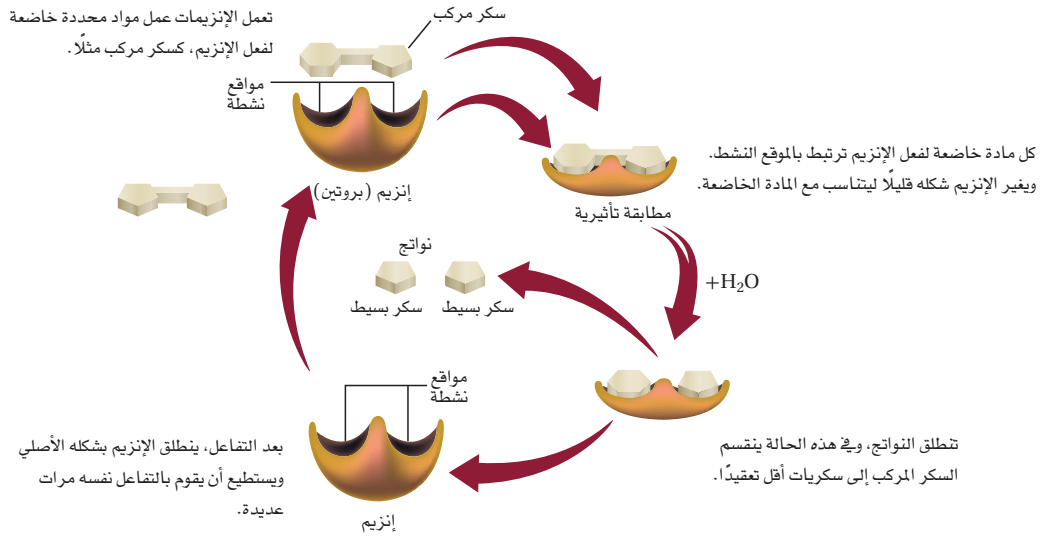 سكر مركب
تعمل الإنزيمات عمل مواد محددة خاضعة
لفعل الإنزيم، كسكر مركب مثلًا.
مواقع
نشطة
إنزيم (بروتين)
كل مادة خاضعة لفعل الإنزيم ترتبط بالموقع النشط.
ويغير الإنزيم شكله قليلًا ليتناسب مع المادة الخاضعة.
مطابقة تأثيرية
+H₂O
نواتج
سكر بسيط
سكر بسيط
تنطلق النواتج، وفي هذه الحالة ينقسم
السكر المركب إلى سكريات أقل تعقيدًا.
مواقع
نشطة
بعد التفاعل، ينطلق الإنزيم بشكله الأصلي
ويستطيع أن يقوم بالتفاعل نفسه مرات
عديدة.
إنزيم